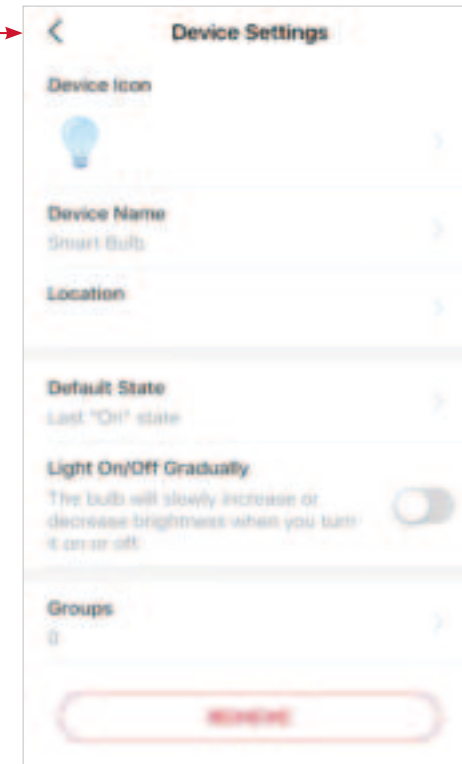 Device Settings
Device Icon
Device Name
Smart Bulb
Location
Default State
Last "On" state
Light On/Off Gradually
The bulb will slowly increase or
decrease brightness when you turn
it on or off.
Groups
0
REMOVE